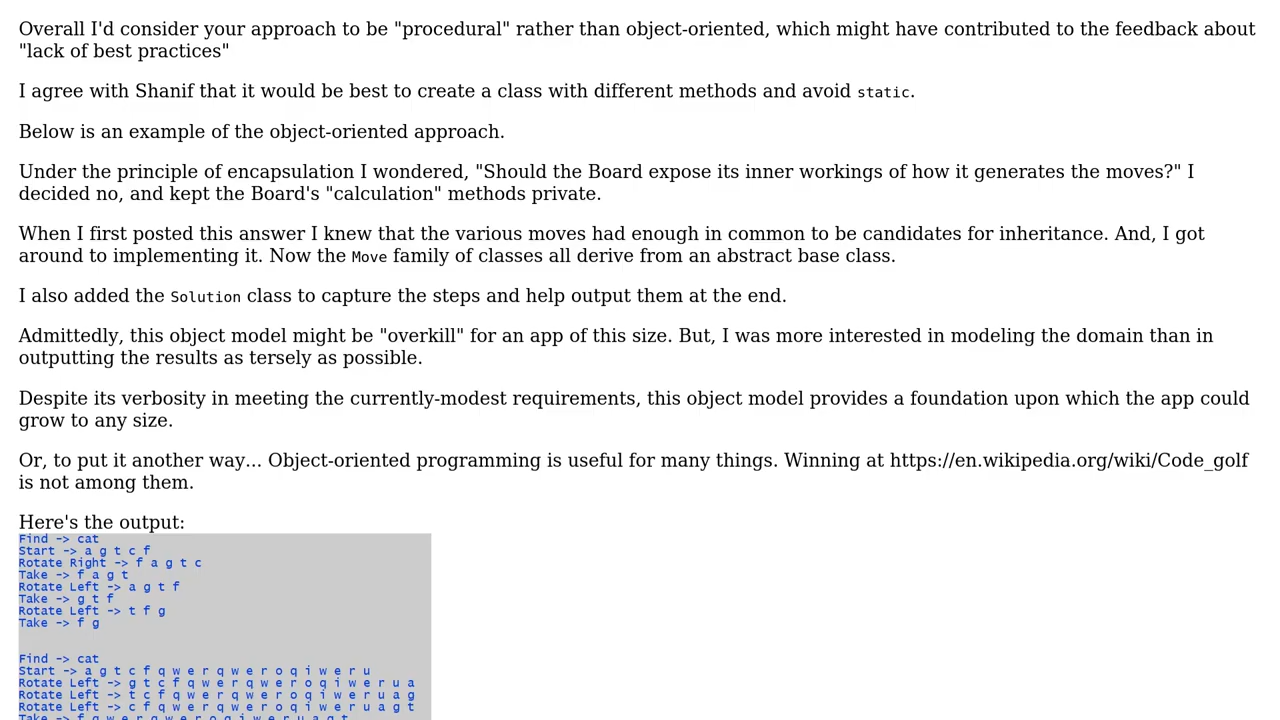 Overall I'd consider your approach to be "procedural" rather than object-oriented, which might have contributed to the feedback about
"lack of best practices"
I agree with Shanif that it would be best to create a class with different methods and avoid static.
Below is an example of the object-oriented approach.
Under the principle of encapsulation I wondered, "Should the Board expose its inner workings of how it generates the moves?" I
decided no, and kept the Board's "calculation" methods private.
When I first posted this answer I knew that the various moves had enough in common to be candidates for inheritance. And, I got
around to implementing it. Now the Move family of classes all derive from an abstract base class.
I also added the Solution class to capture the steps and help output them at the end.
Admittedly, this object model might be "overkill" for an app of this size. But, I was more interested in modeling the domain than in
outputting the results as tersely as possible.
Despite its verbosity in meeting the currently-modest requirements, this object model provides a foundation upon which the app could
grow to any size.
Or, to put it another way... Object-oriented programming is useful for many things. Winning at https://en.wikipedia.org/wiki/Code_golf
is not among them.
Here's the output:
Find -> cat
Start -> a g t c f
Rotate Right -> f a g t c
Take -> f a g t
Rotate Left -> a g t f
Take -> g t f
Rotate Left -> t f g
Take -> f g
Find -> cat
Start -> a g t c f q w e r q w e r o q i w e r u
Rotate Left -> g t c f q w e r q w e r o q i w e r u a
Rotate Left -> t c f q w e r q w e r o q i w e r u a g
Rotate Left -> c f q w e r q w e r o q i w e r u a g t
Take -> f q w e r q w e r o q i w e r u a g t